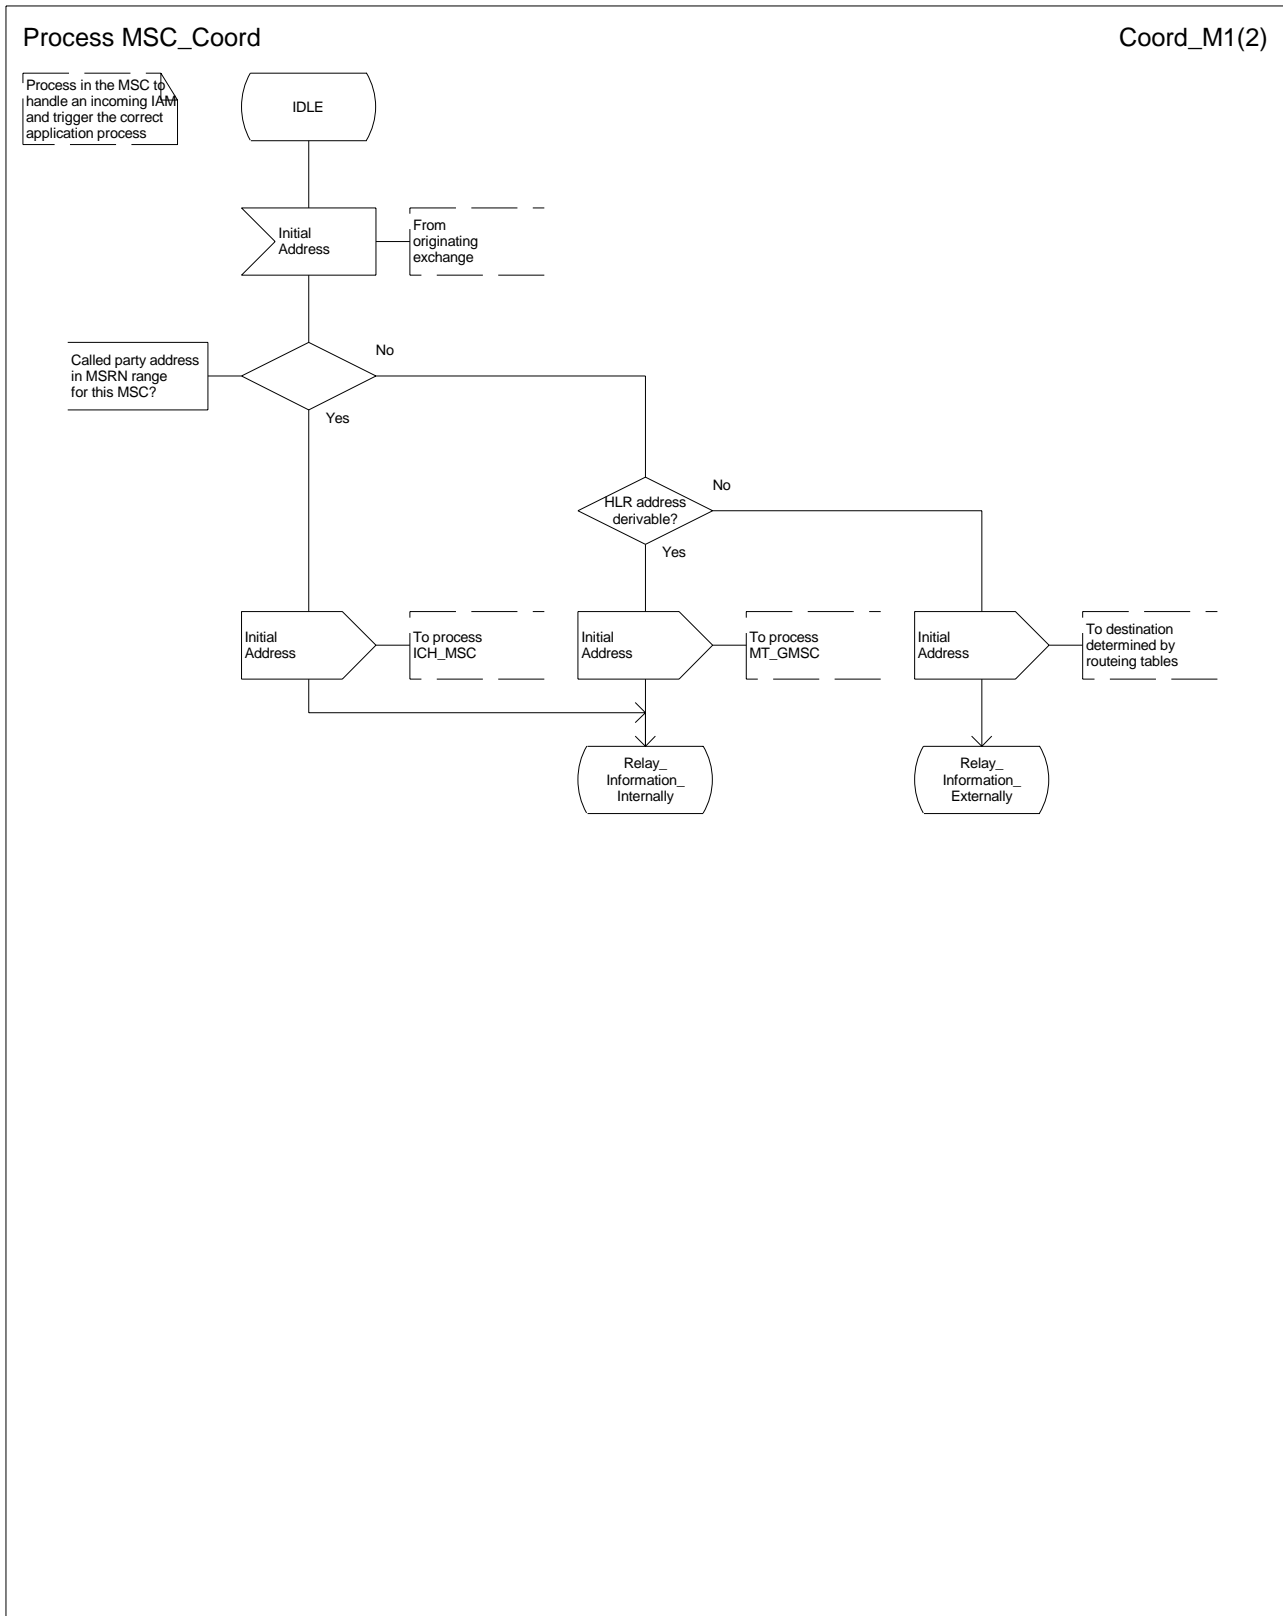 Process MSC_Coord
Coord_M1(2)
Process in the MSC to
handle an incoming IAM
and trigger the correct
application process
IDLE
Initial
Address
From
originating
exchange
Called party address
in MSRN range
for this MSC?
No
Yes
HLR address
derivable?
No
Yes
Initial
Address
To process
ICH_MSC
Initial
Address
To process
MT_GMSC
Initial
Address
To destination
determined by
routeing tables
Relay_
Information_
Internally
Relay_
Information_
Externally